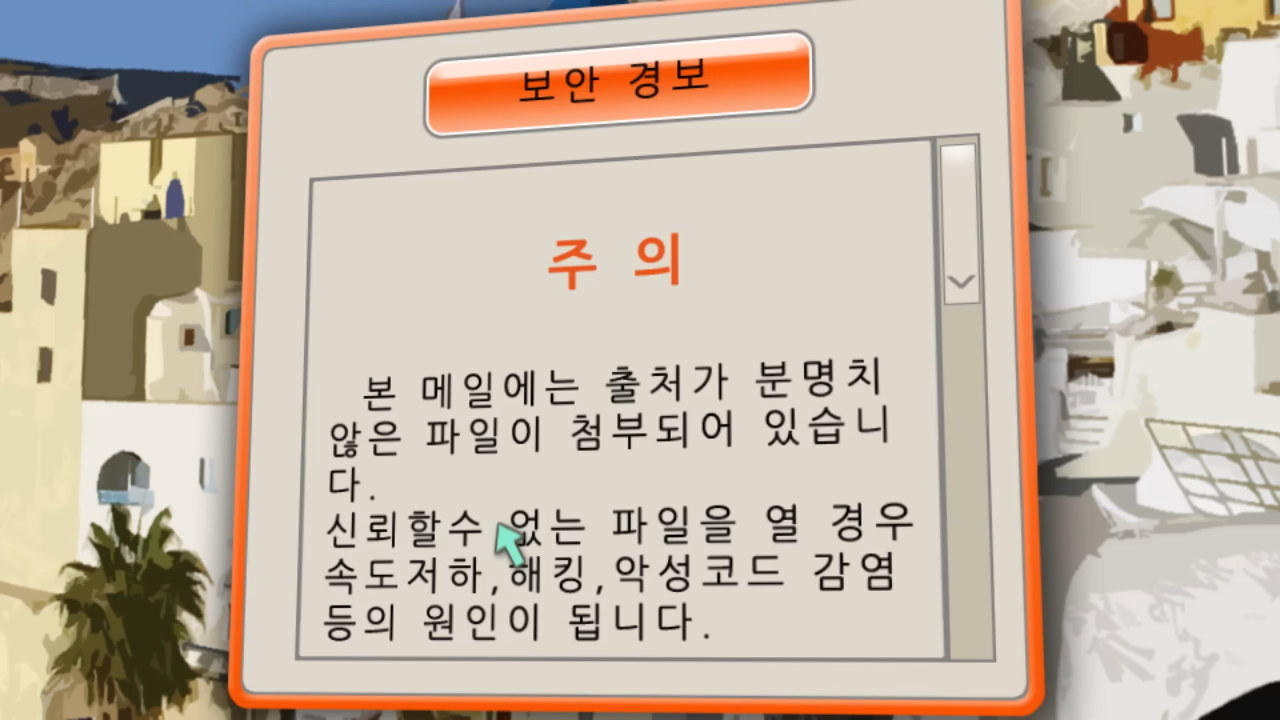 보안 경보
주 의
본 메일에는 출처가 분명치
않은 파일이 첨부되어 있습니
다.
신뢰할수 없는 파일을 열 경우
속도저하,해킹,악성코드 감염
등의 원인이 됩니다.